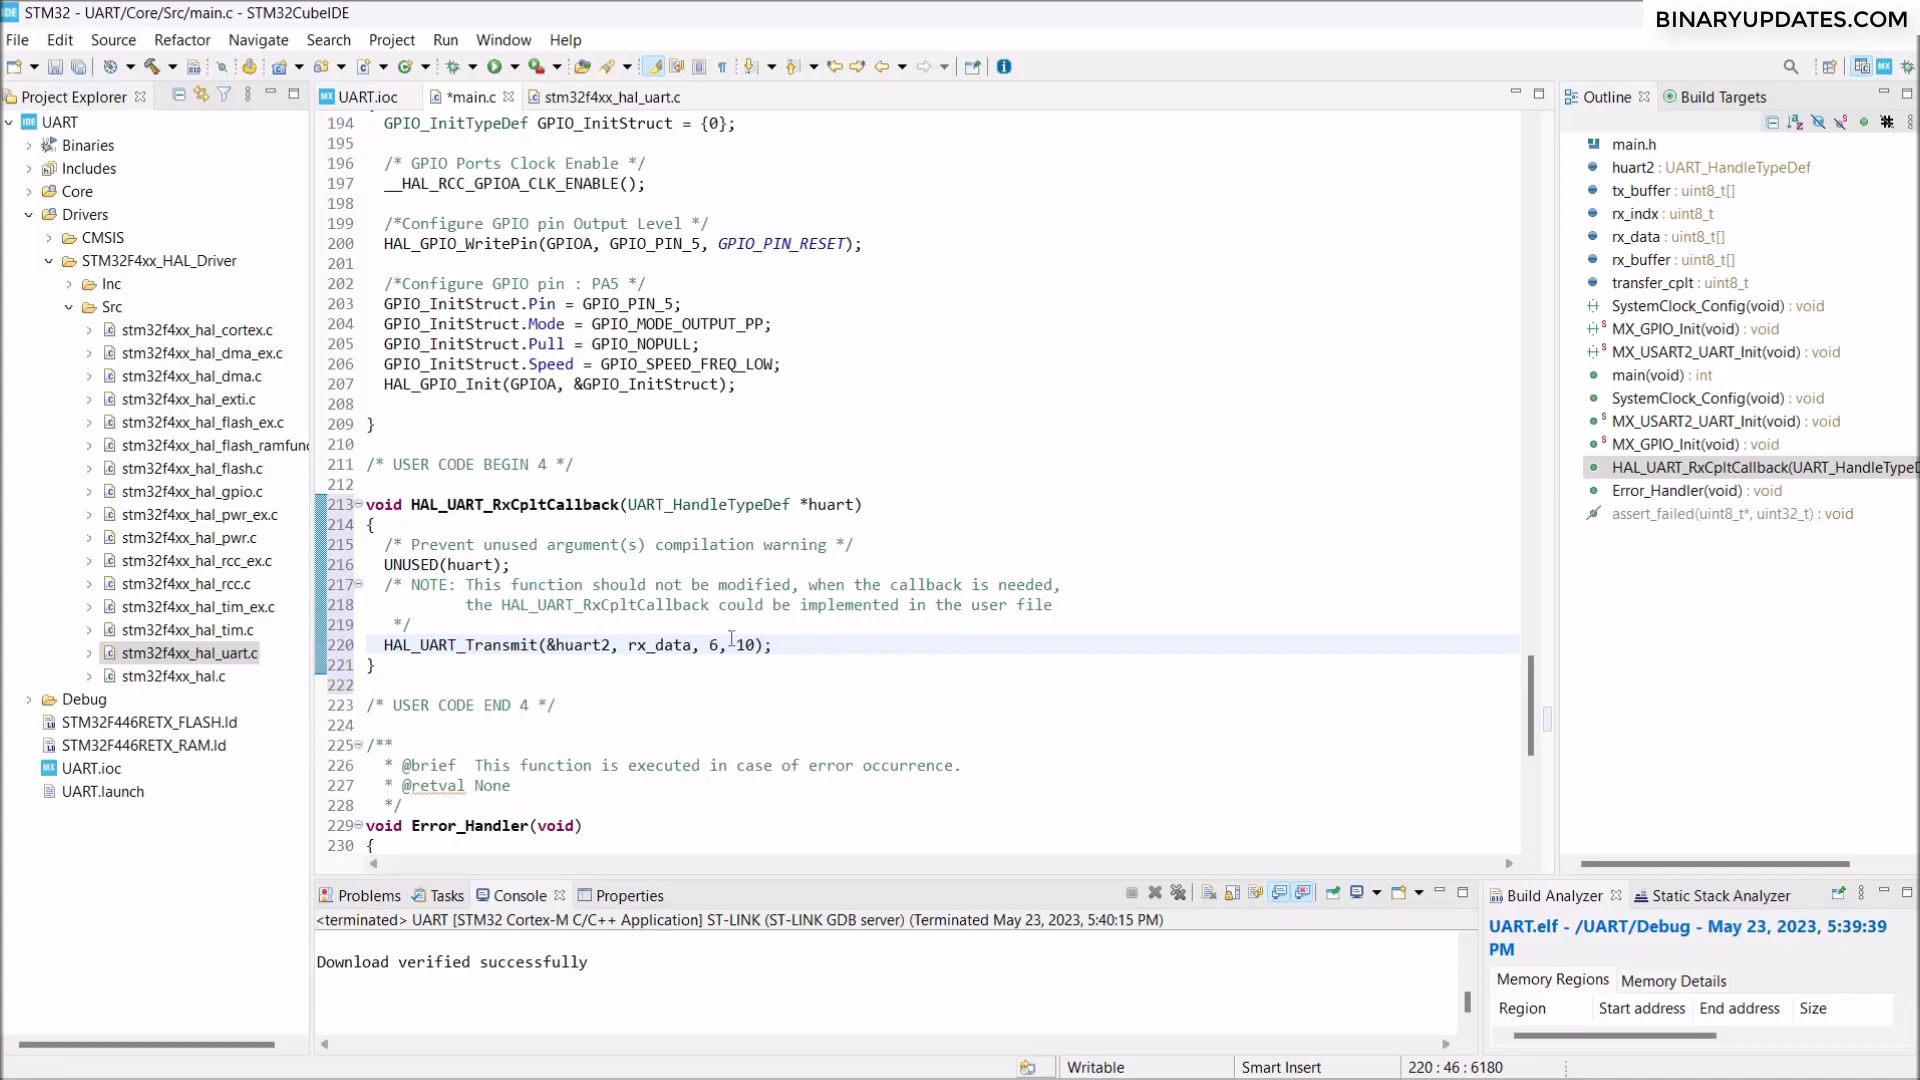 STM32 - UART/Core/Src/main.c - STM32CubeIDE
BINARYUPDATES.COM
File Edit Source Refactor Navigate Search Project Run Window Help
Project Explorer
UART
Binaries
Includes
Core
Drivers
CMSIS
STM32F4xx_HAL_Driver
Inc
Src
stm32f4xx_hal_cortex.c
stm32f4xx_hal_dma_ex.c
stm32f4xx_hal_dma.c
stm32f4xx_hal_exti.c
stm32f4xx_hal_flash_ex.c
stm32f4xx_hal_flash_ramfunc
stm32f4xx_hal_flash.c
stm32f4xx_hal_gpio.c
stm32f4xx_hal_pwr_ex.c
stm32f4xx_hal_pwr.c
stm32f4xx_hal_rcc_ex.c
stm32f4xx_hal_rcc.c
stm32f4xx_hal_tim_ex.c
stm32f4xx_hal_tim.c
stm32f4xx_hal_uart.c
stm32f4xx_hal.c
Debug
STM32F446RETX_FLASH.ld
STM32F446RETX_RAM.ld
UART.ioc
UART.launch
UART.ioc *main.c stm32f4xx_hal_uart.c
194 GPIO_InitTypeDef GPIO_InitStruct = {0};
195
196 /* GPIO Ports Clock Enable */
197 __HAL_RCC_GPIOA_CLK_ENABLE();
198
199 /*Configure GPIO pin Output Level */
200 HAL_GPIO_WritePin(GPIOA, GPIO_PIN_5, GPIO_PIN_RESET);
201
202 /*Configure GPIO pin : PA5 */
203 GPIO_InitStruct.Pin = GPIO_PIN_5;
204 GPIO_InitStruct.Mode = GPIO_MODE_OUTPUT_PP;
205 GPIO_InitStruct.Pull = GPIO_NOPULL;
206 GPIO_InitStruct.Speed = GPIO_SPEED_FREQ_LOW;
207 HAL_GPIO_Init(GPIOA, &GPIO_InitStruct);
208
209 }
210
211 /* USER CODE BEGIN 4 */
212
213 void HAL_UART_RxCpltCallback(UART_HandleTypeDef *huart)
214 {
215 /* Prevent unused argument(s) compilation warning */
216 UNUSED(huart);
217 /* NOTE: This function should not be modified, when the callback is needed,
218 the HAL_UART_RxCpltCallback could be implemented in the user file
219 */
220 HAL_UART_Transmit(&huart2, rx_data, 6, 10);
221 }
222
223 /* USER CODE END 4 */
224
225 /**
226 * @brief This function is executed in case of error occurrence.
227 * @retval None
228 */
229 void Error_Handler(void)
230 {
Outline Build Targets
main.h
huart2 : UART_HandleTypeDef
tx_buffer : uint8_t[]
rx_indx : uint8_t
rx_data : uint8_t[]
rx_buffer : uint8_t[]
transfer_cplt : uint8_t
SystemClock_Config(void) : void
MX_GPIO_Init(void) : void
MX_USART2_UART_Init(void) : void
main(void) : int
SystemClock_Config(void) : void
MX_USART2_UART_Init(void) : void
MX_GPIO_Init(void) : void
HAL_UART_RxCpltCallback(UART_HandleTypeD
Error_Handler(void) : void
assert_failed(uint8_t*, uint32_t) : void
Problems Tasks Console Properties
<terminated> UART [STM32 Cortex-M C/C++ Application] ST-LINK (ST-LINK GDB server) (Terminated May 23, 2023, 5:40:15 PM)
Download verified successfully
Build Analyzer Static Stack Analyzer
UART.elf - /UART/Debug - May 23, 2023, 5:39:39
PM
Memory Regions Memory Details
Region Start address End address Size
Writable Smart Insert 220 : 46 : 6180